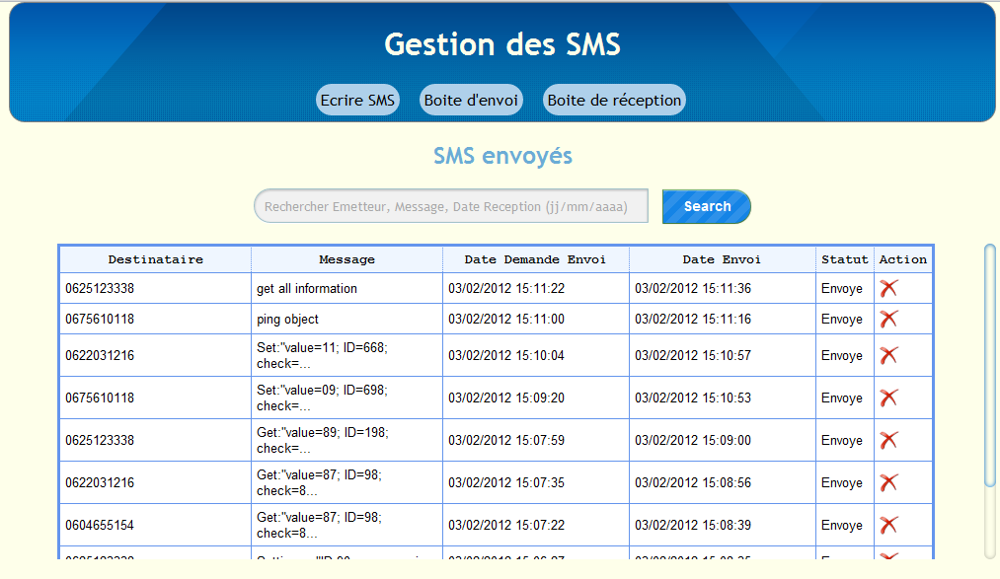 Gestion des SMS
Ecrire SMS Boite d'envoi Boite de réception
SMS envoyés
Rechercher Emetteur, Message, Date Reception (jj/mm/aaaa) Search
Destinataire Message Date Demande Envoi Date Envoi Statut Action
0625123338 get all information 03/02/2012 15:11:22 03/02/2012 15:11:36 Envoye
0675610118 ping object 03/02/2012 15:11:00 03/02/2012 15:11:16 Envoye
0622031216 Set:"value=11; ID=668; 03/02/2012 15:10:04 03/02/2012 15:10:57 Envoye
check=...
0675610118 Set:"value=09; ID=698; 03/02/2012 15:09:20 03/02/2012 15:10:53 Envoye
check=...
0625123338 Get:"value=89; ID=198; 03/02/2012 15:07:59 03/02/2012 15:09:00 Envoye
check=...
0622031216 Get:"value=87; ID=98; 03/02/2012 15:07:35 03/02/2012 15:08:56 Envoye
check=8...
0604655154 Get:"value=87; ID=98; 03/02/2012 15:07:22 03/02/2012 15:08:39 Envoye
check=8...